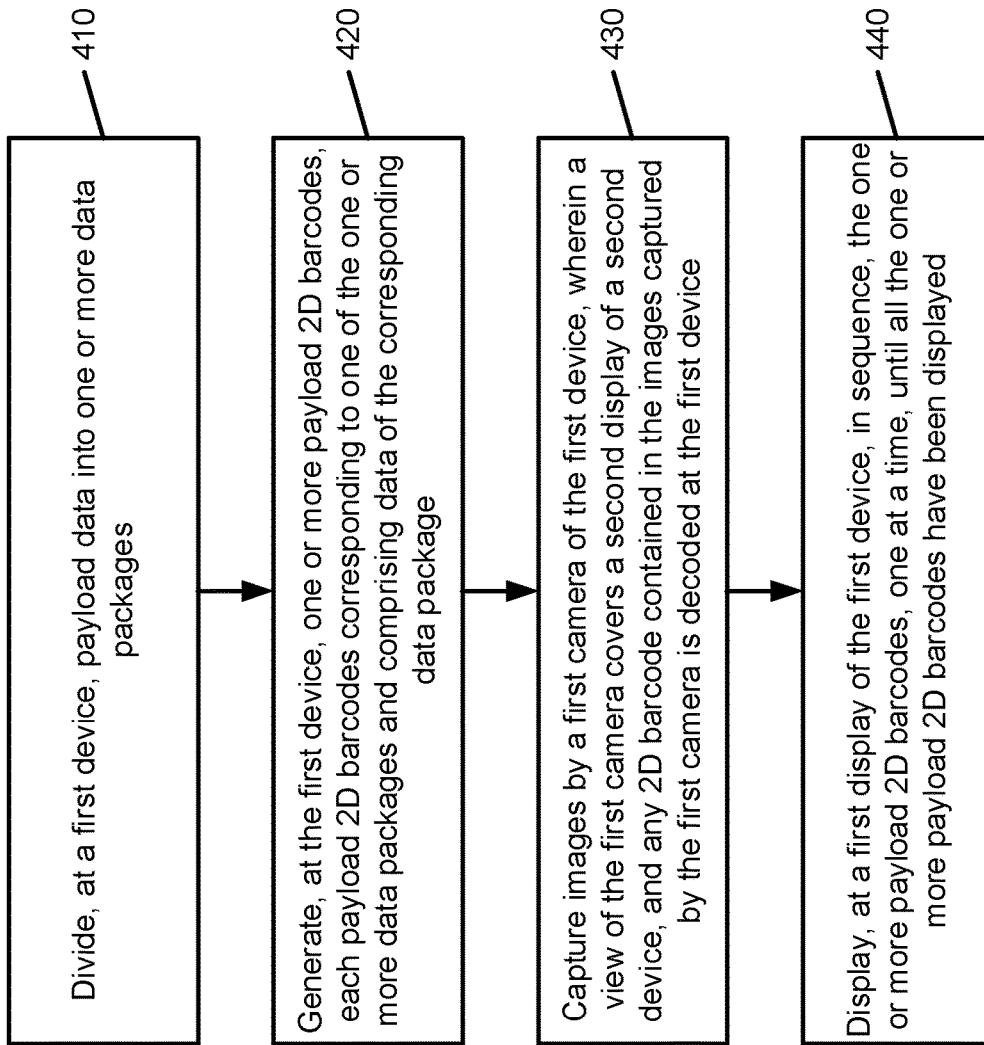 410
Divide, at a first device, payload data into one or more data
packages
420
Generate, at the first device, one or more payload 2D barcodes,
each payload 2D barcodes corresponding to one of the one or
more data packages and comprising data of the corresponding
data package
430
Capture images by a first camera of the first device, wherein a
view of the first camera covers a second display of a second
device, and any 2D barcode contained in the images captured
by the first camera is decoded at the first device
440
Display, at a first display of the first device, in sequence, the one
or more payload 2D barcodes, one at a time, until all the one or
more payload 2D barcodes have been displayed